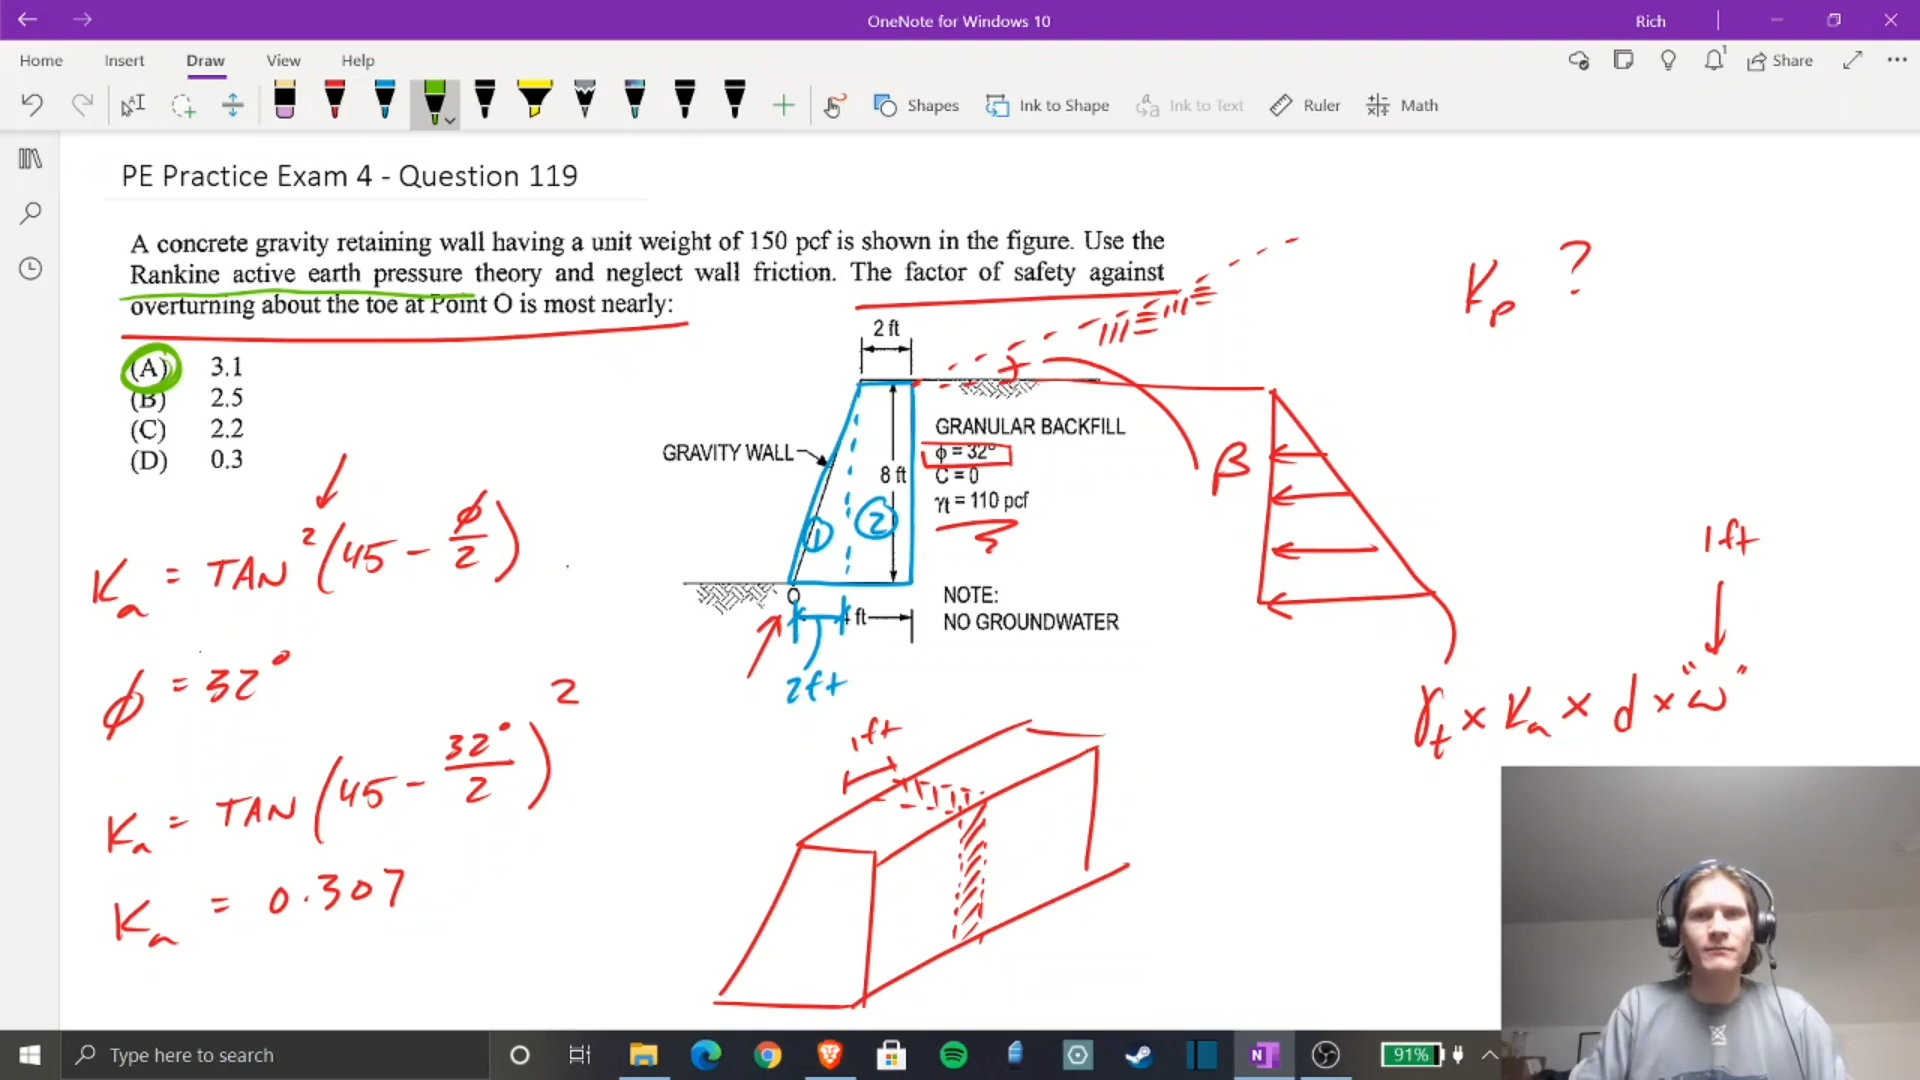 OneNote for Windows 10
Rich
Home
Insert
Draw
View
Help
Share
Shapes
Ink to Shape
Ink to Text
Ruler
Math
PE Practice Exam 4 - Question 119
A concrete gravity retaining wall having a unit weight of 150 pcf is shown in the figure. Use the
Rankine active earth pressure theory and neglect wall friction. The factor of safety against
overturning about the toe at Point O is most nearly:
(A) 3.1
(B) 2.5
(C) 2.2
(D) 0.3
Kp ?
2 ft
GRAVITY WALL
8 ft
GRANULAR BACKFILL
ϕ = 32°
C = 0
γt = 110 pcf
β
1
2
O
ft
2ft
NOTE:
NO GROUNDWATER
1ft
γt × Ka × d × "w"
Ka = TAN²(45 - ϕ/2)
ϕ = 32°
Ka = TAN(45 - 32°/2)²
Ka = 0.307
1ft
Type here to search
91%